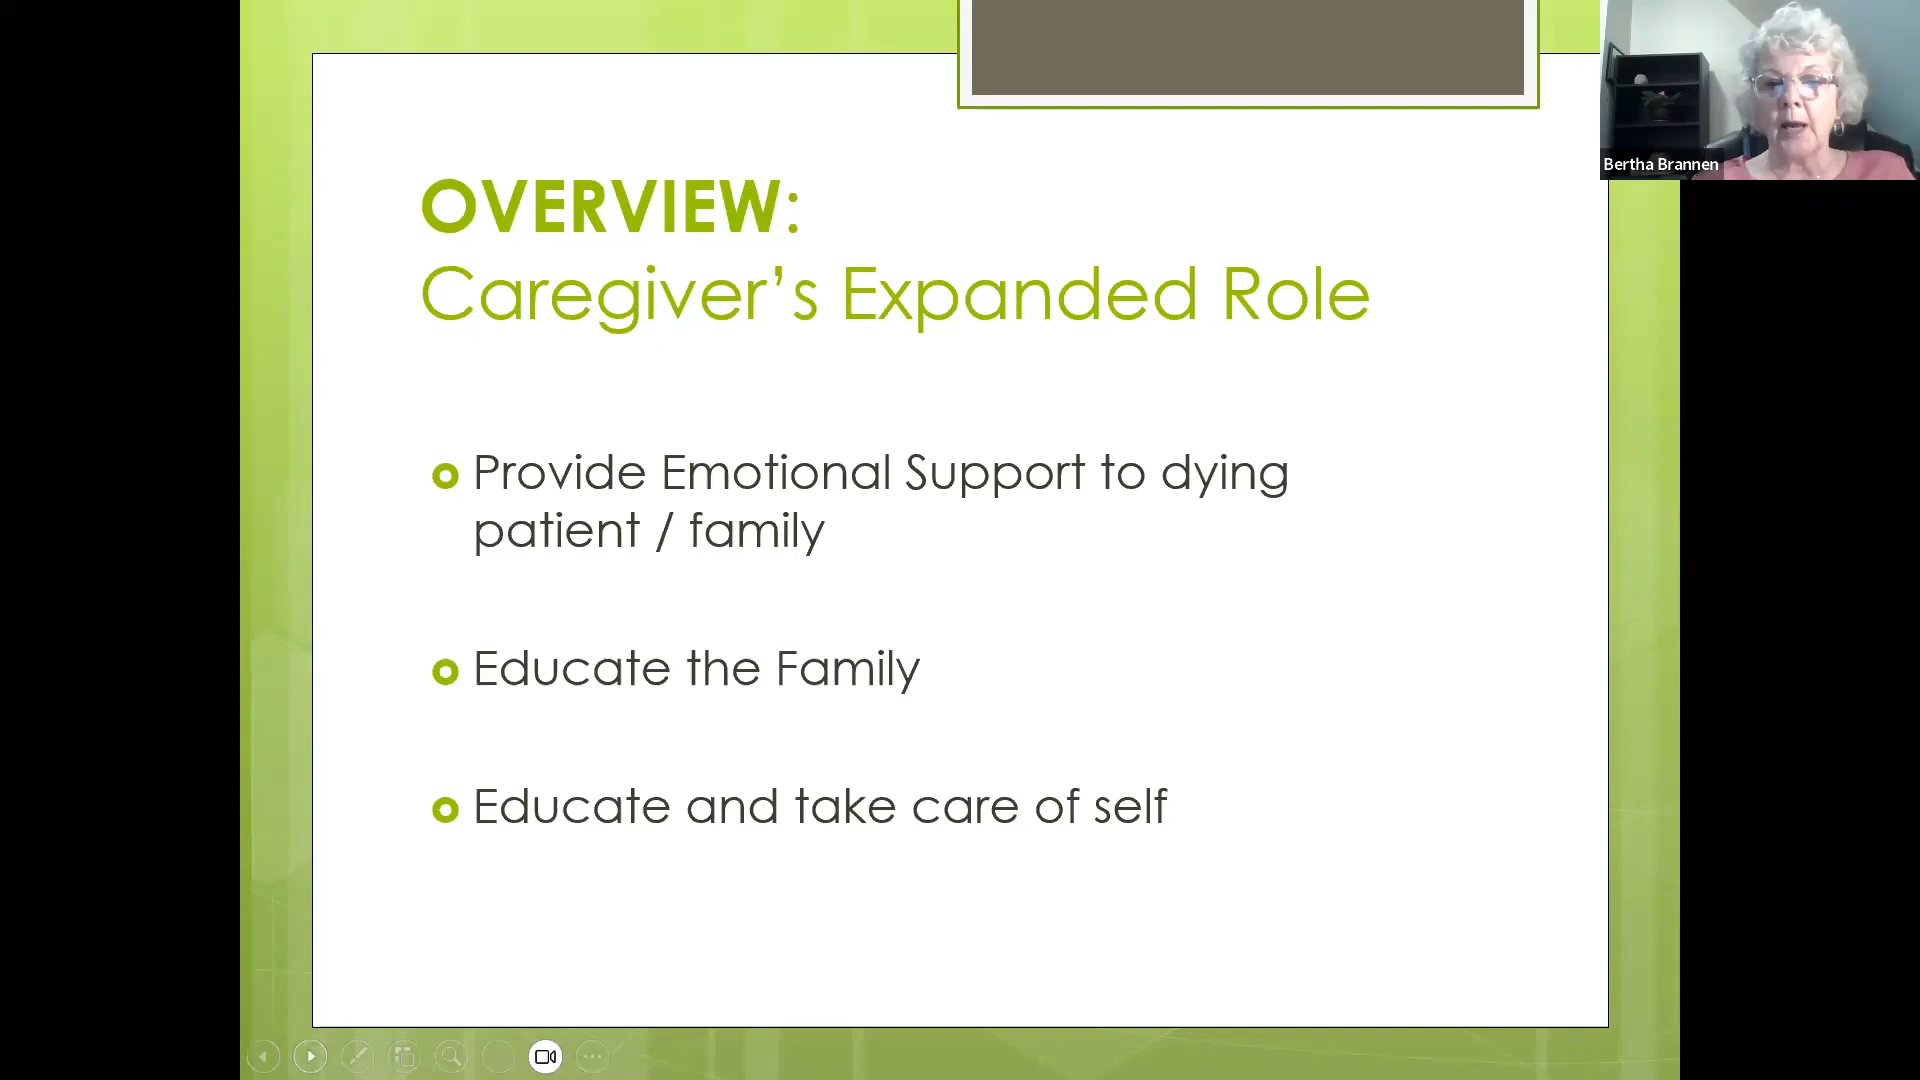 OVERVIEW:
Caregiver’s Expanded Role
Provide Emotional Support to dying
patient / family
Educate the Family
Educate and take care of self
Bertha Brannen